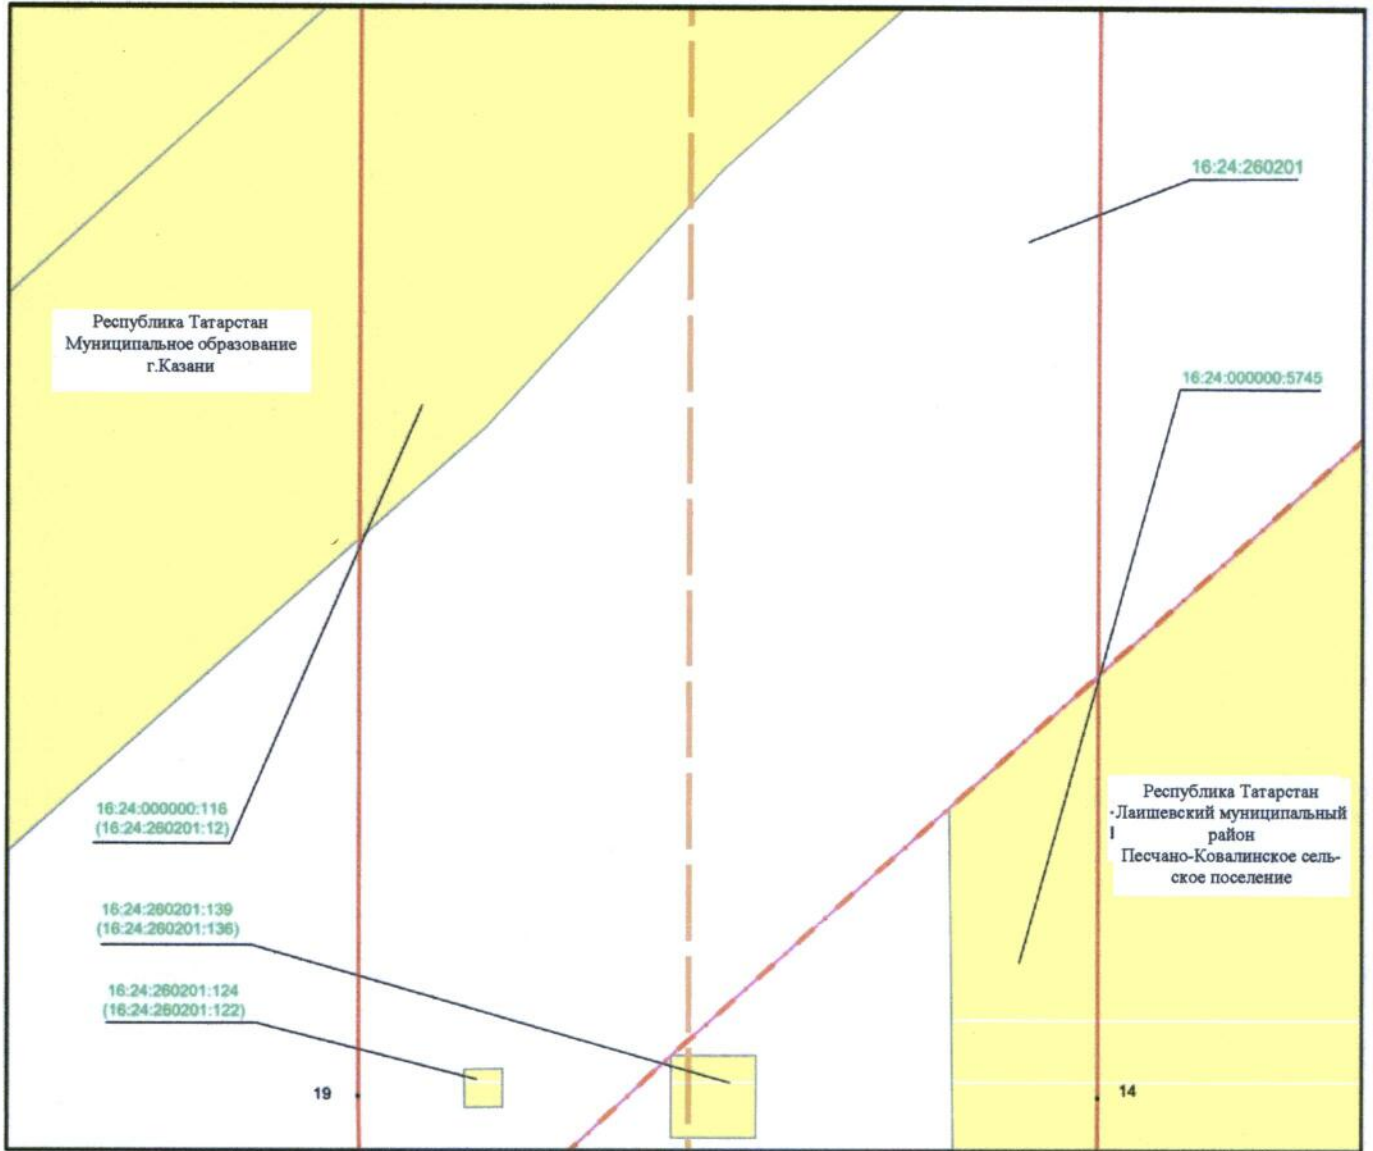 16:24:260201
Республика Татарстан
Муниципальное образование
г.Казани
16:24:000000:5745
16:24:000000:116
(16:24:260201:12)
Республика Татарстан
Лаишевский муниципальный
район
Песчано-Ковалинское сель-
ское поселение
16:24:260201:139
(16:24:260201:136)
16:24:260201:124
(16:24:260201:122)
19
14